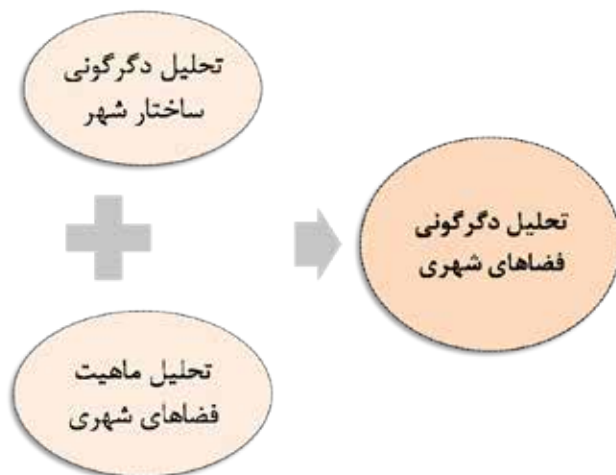 تحلیل دگرگونی
ساختار شهر
تحلیل دگرگونی
فضاهای شهری
تحلیل ماهیت
فضاهای شهری